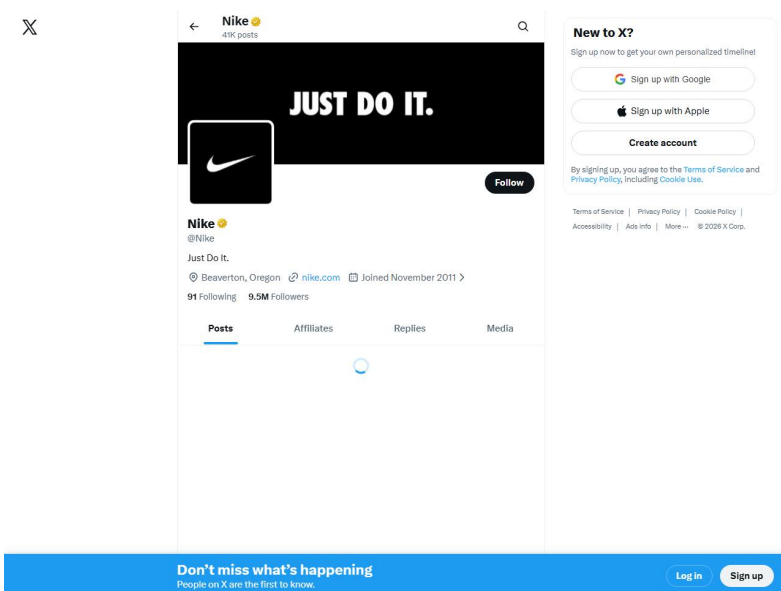 Nike
41K posts
JUST DO IT.
Follow
Nike
@Nike
Just Do It.
Beaverton, Oregon nike.com Joined November 2011
91 Following 9.5M Followers
Posts Affiliates Replies Media
New to X?
Sign up now to get your own personalized timeline!
Sign up with Google
Sign up with Apple
Create account
By signing up, you agree to the Terms of Service and
Privacy Policy, including Cookie Use.
Terms of Service | Privacy Policy | Cookie Policy |
Accessibility | Ads info | More ··· © 2026 X Corp.
Don’t miss what’s happening
People on X are the first to know.
Log in Sign up